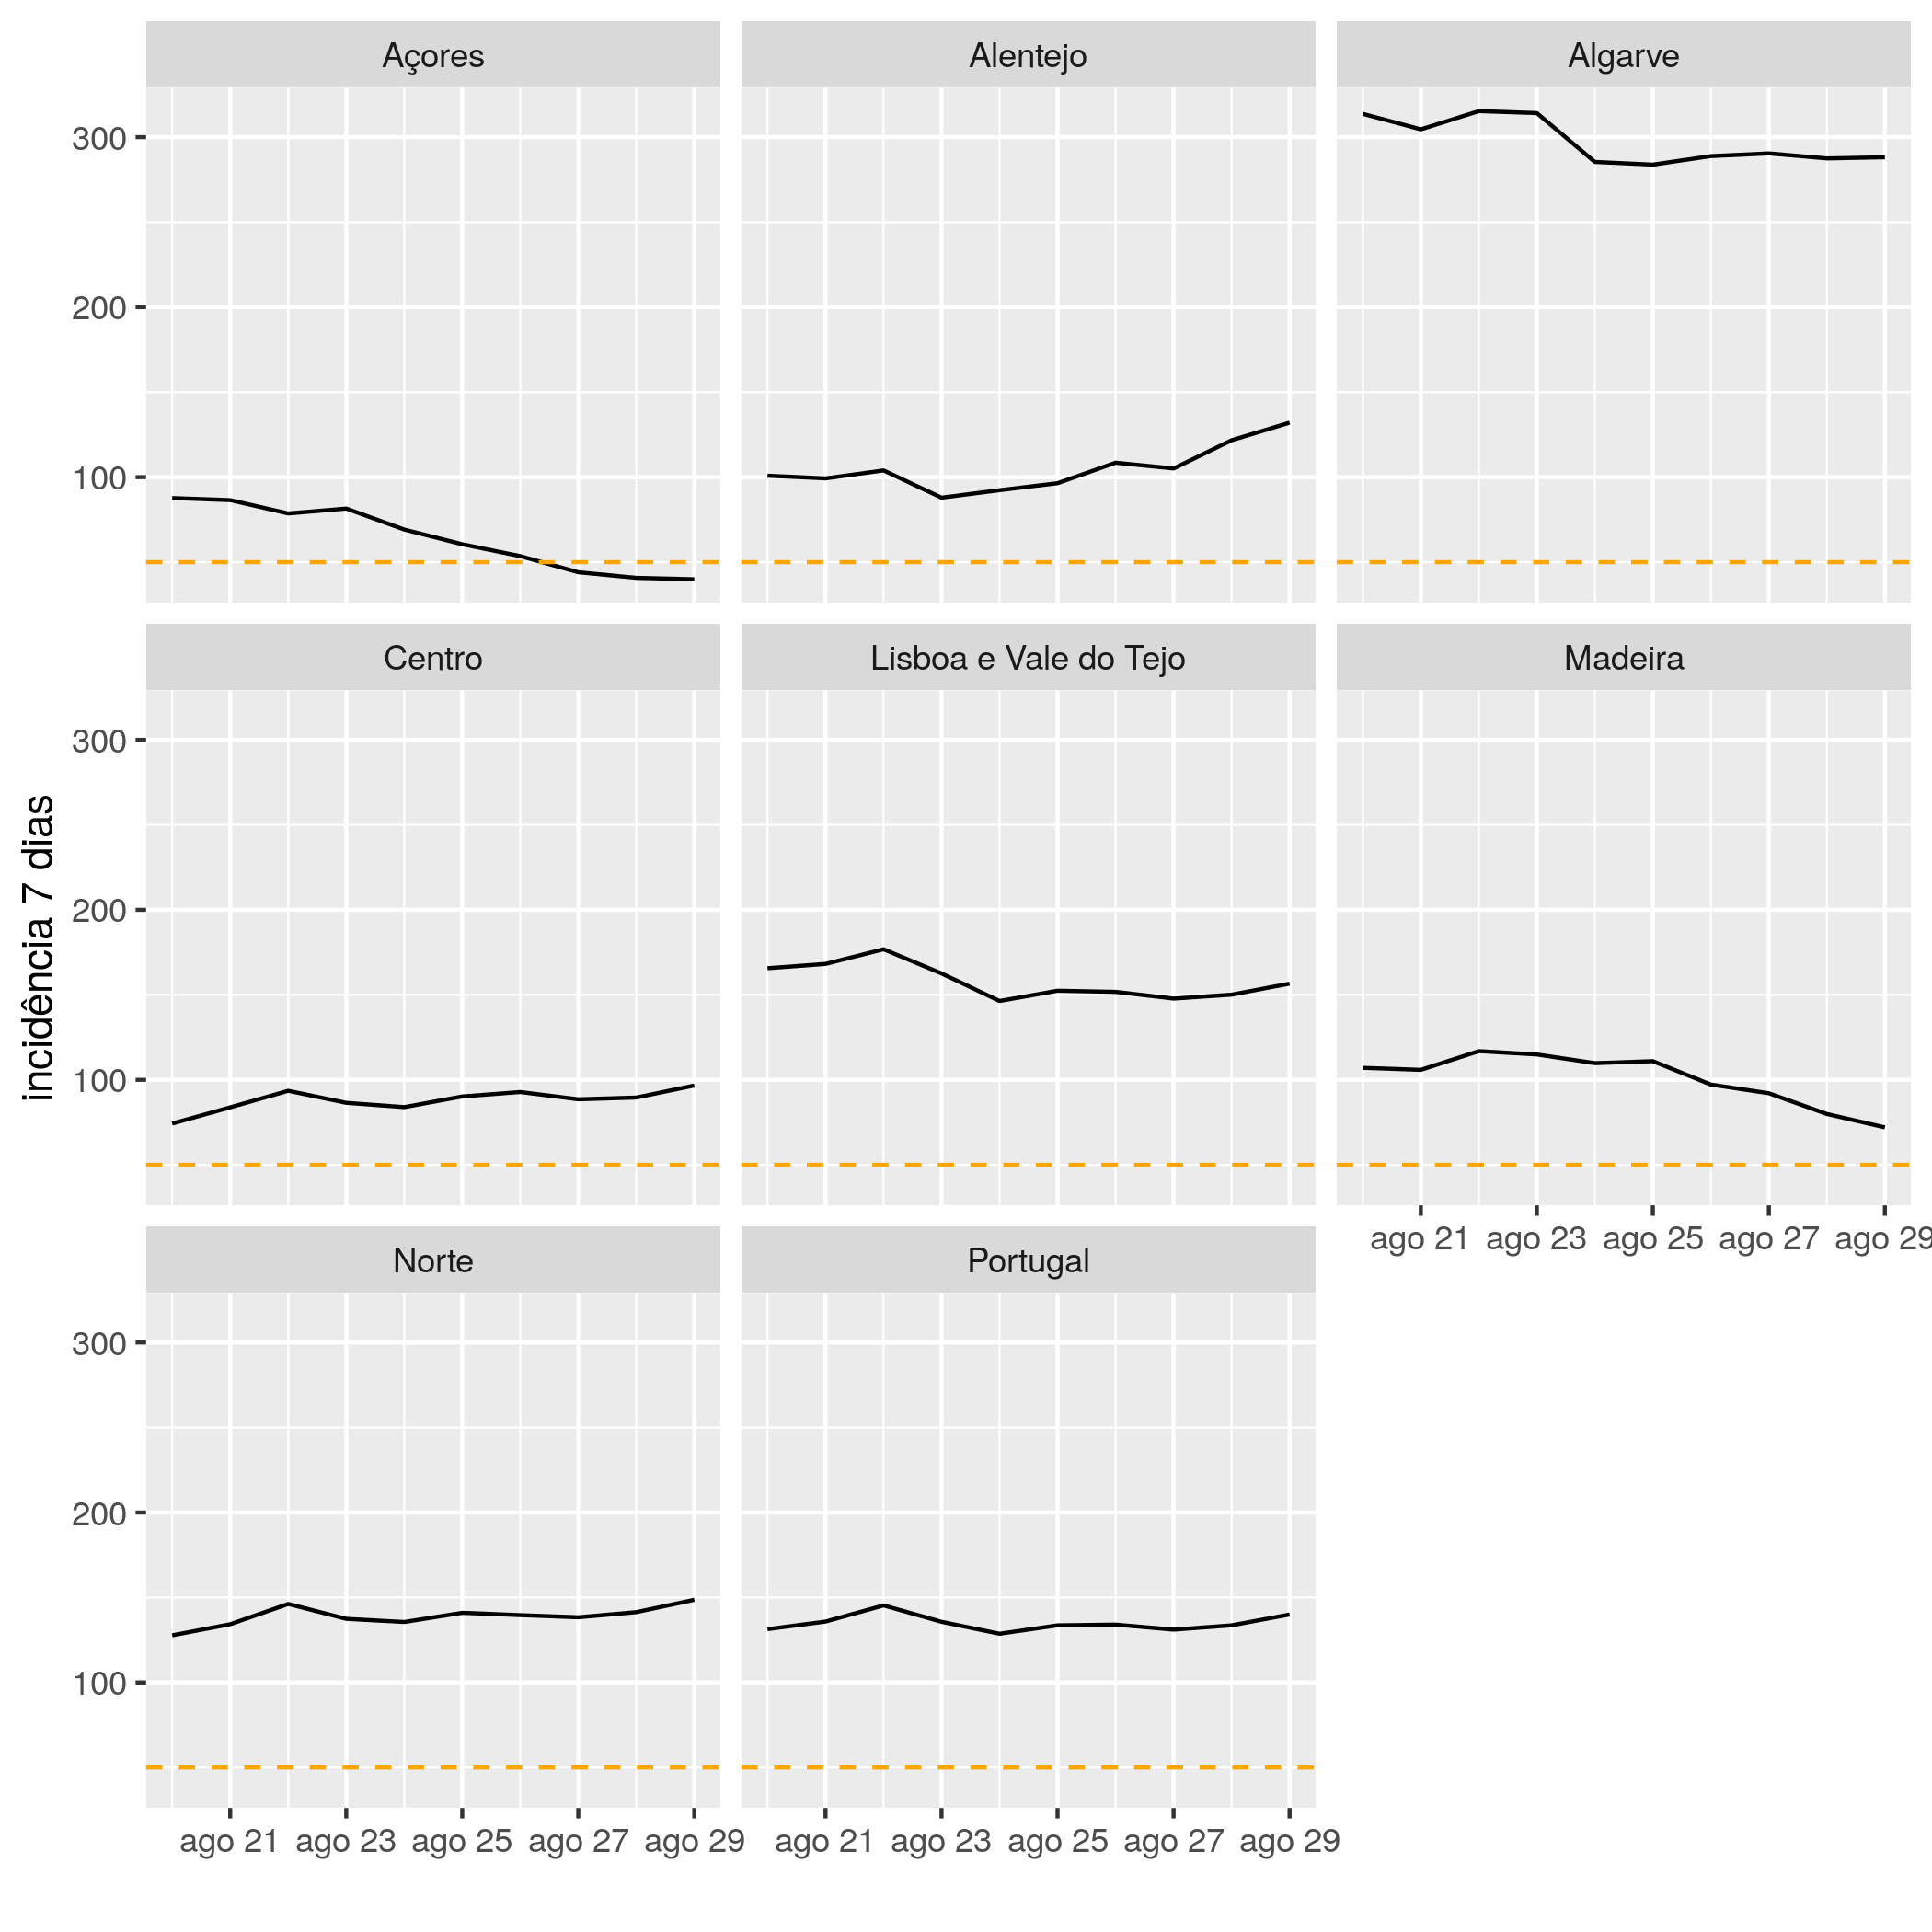 Açores
Alentejo
Algarve
300
200
100
Centro
Lisboa e Vale do Tejo
Madeira
incidência 7 dias
300
200
100
ago 21 ago 23 ago 25 ago 27 ago 29
Norte
Portugal
300
200
100
ago 21 ago 23 ago 25 ago 27 ago 29
ago 21 ago 23 ago 25 ago 27 ago 29